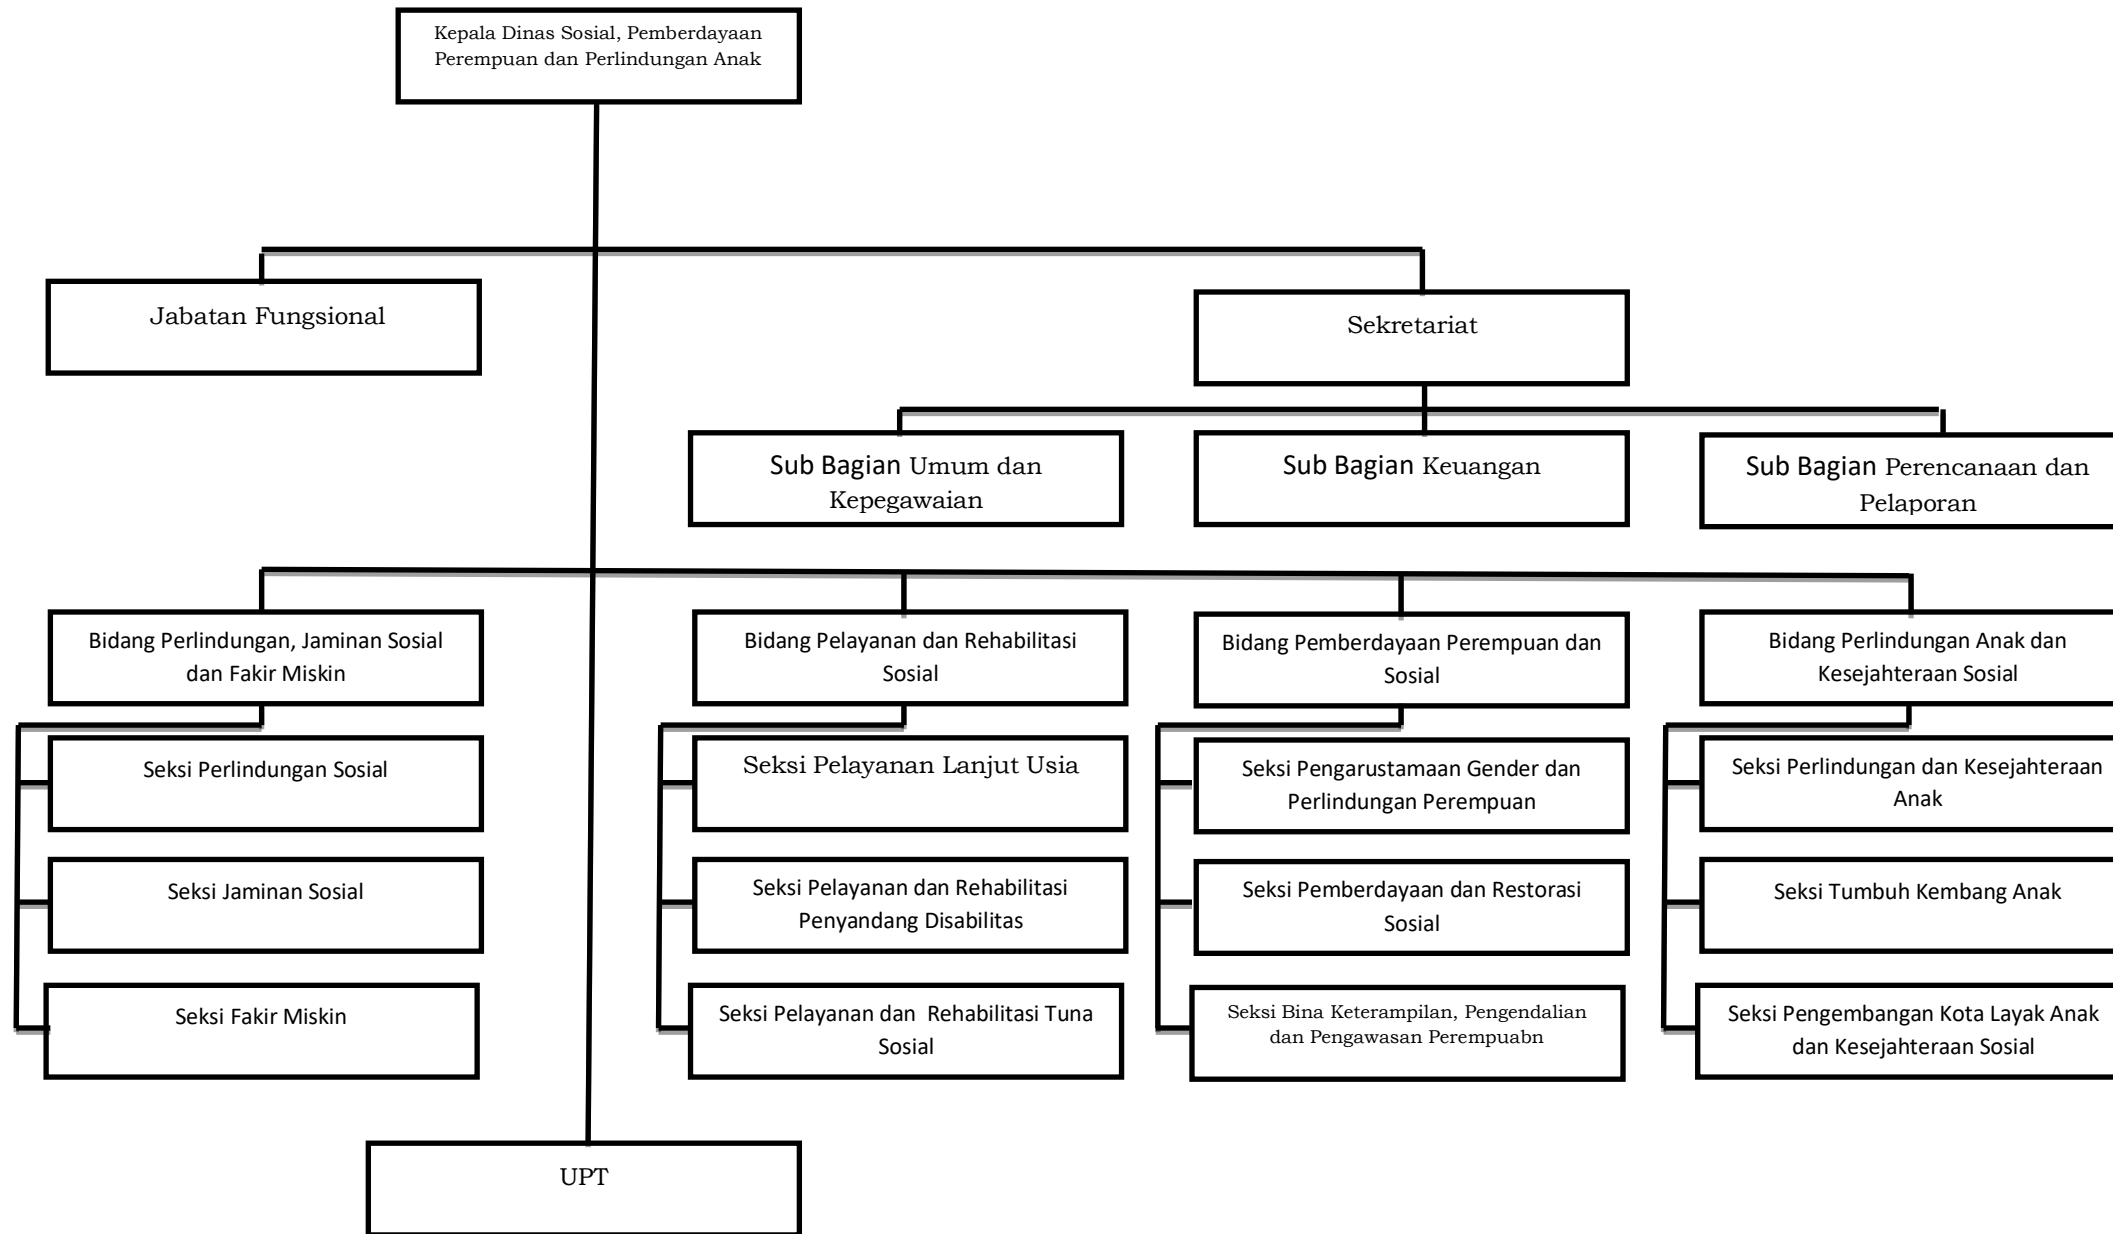 Kepala Dinas Sosial, Pemberdayaan
Perempuan dan Perlindungan Anak
Jabatan Fungsional
Sekretariat
Sub Bagian Umum dan
Kepegawaian
Sub Bagian Keuangan
Sub Bagian Perencanaan dan
Pelaporan
Bidang Perlindungan, Jaminan Sosial
dan Fakir Miskin
Bidang Pelayanan dan Rehabilitasi
Sosial
Bidang Pemberdayaan Perempuan dan
Sosial
Bidang Perlindungan Anak dan
Kesejahteraan Sosial
Seksi Perlindungan Sosial
Seksi Pelayanan Lanjut Usia
Seksi Pengarustamaan Gender dan
Perlindungan Perempuan
Seksi Perlindungan dan Kesejahteraan
Anak
Seksi Jaminan Sosial
Seksi Pelayanan dan Rehabilitasi
Penyandang Disabilitas
Seksi Pemberdayaan dan Restorasi
Sosial
Seksi Tumbuh Kembang Anak
Seksi Fakir Miskin
Seksi Pelayanan dan  Rehabilitasi Tuna
Sosial
Seksi Bina Keterampilan, Pengendalian
dan Pengawasan Perempuabn
Seksi Pengembangan Kota Layak Anak
dan Kesejahteraan Sosial
UPT